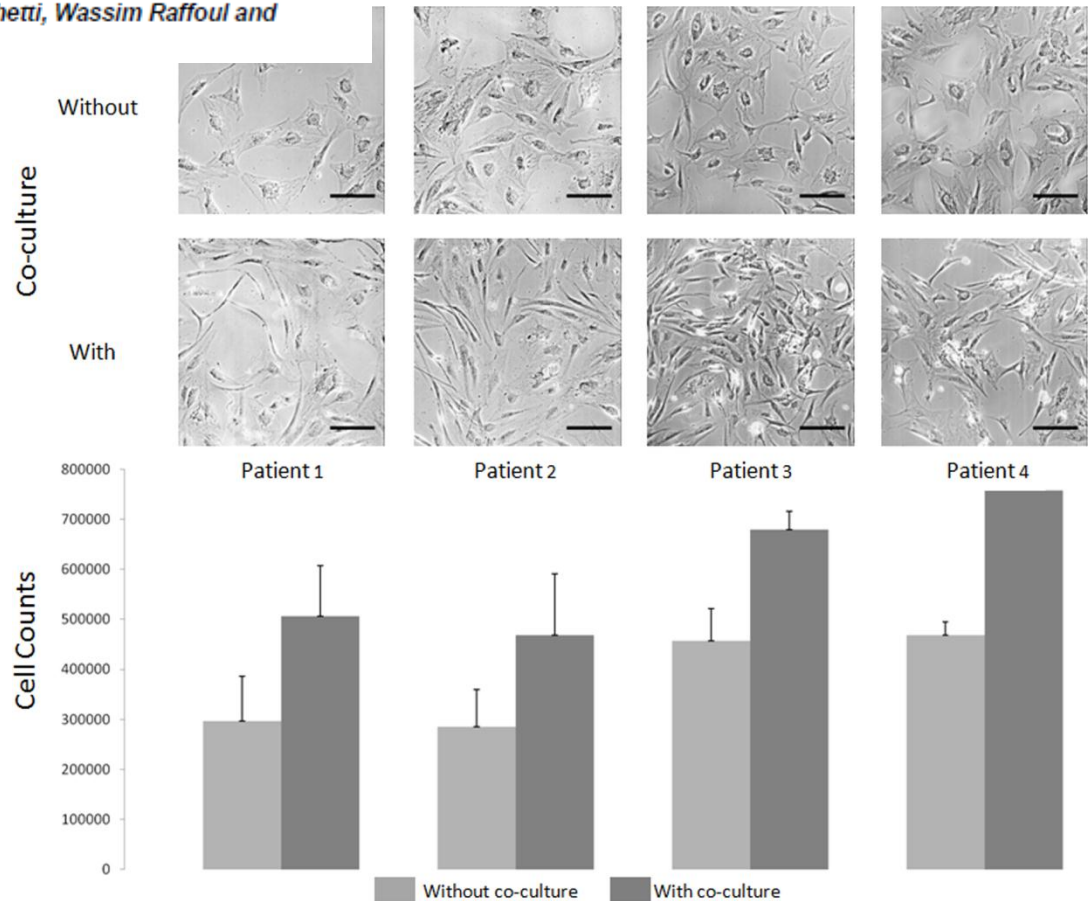 hetti, Wassim Raffoul and
Without
Co-culture
With
Patient 1 Patient 2 Patient 3 Patient 4
Cell Counts
800000
700000
600000
500000
400000
300000
200000
100000
0
Without co-culture With co-culture